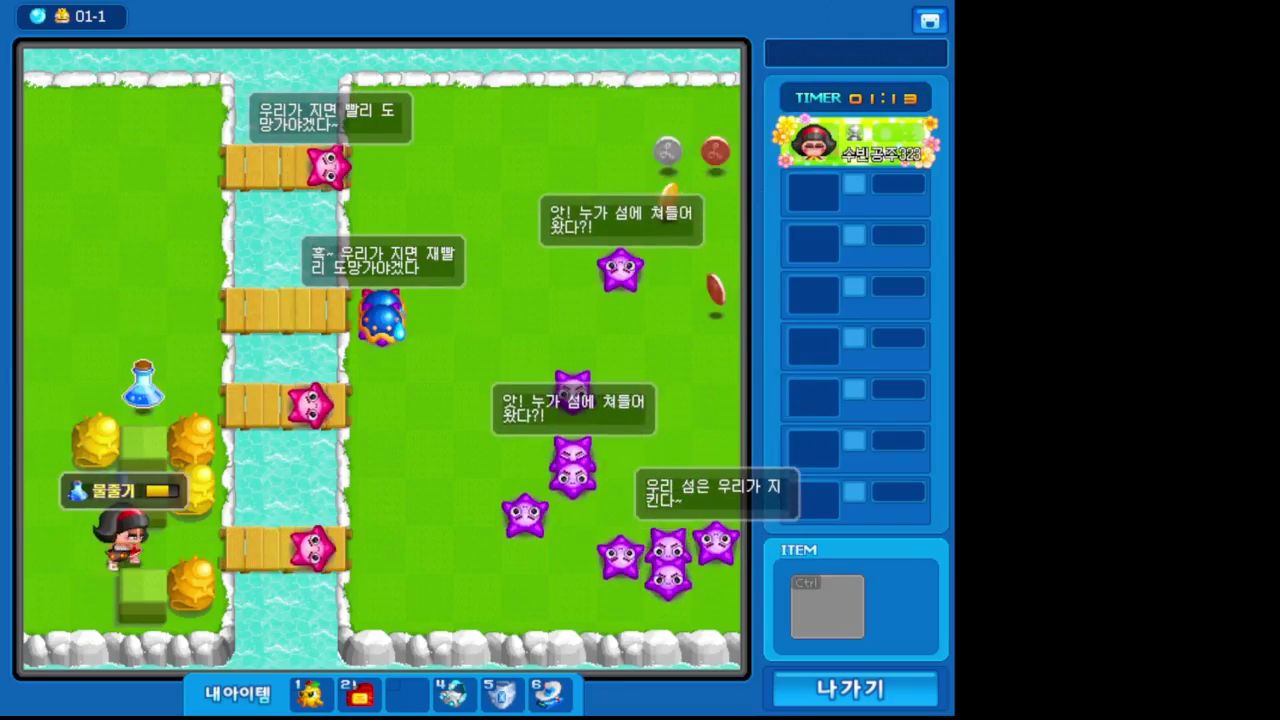 01-1
우리가 지면 빨리 도
망가야겠다~
TIMER 01:13
수빈공주323
앗! 누가 섬에 쳐들어
왔다?!
흑~ 우리가 지면 재빨
리 도망가야겠다
앗! 누가 섬에 쳐들어
왔다?!
물줄기
우리 섬은 우리가 지
킨다~
ITEM
Ctrl
내아이템
1 2 4 5 6
나가기